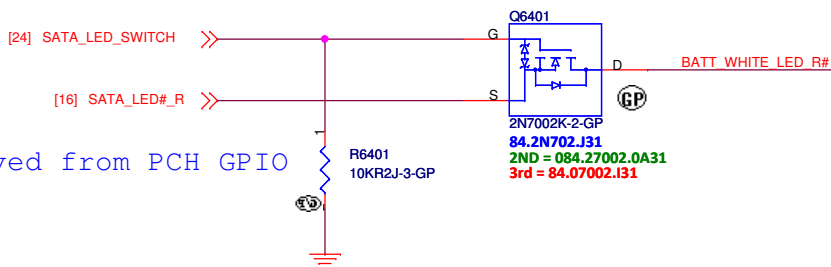 Q6401
[24] SATA_LED_SWITCH
G
D
BATT_WHITE_LED_R#
[16] SATA_LED#_R
S
GP
2N7002K-2-GP
84.2N702.J31
2ND = 084.27002.0A31
3rd = 84.07002.I31
1
ved from PCH GPIO
R6401
10KR2J-3-GP